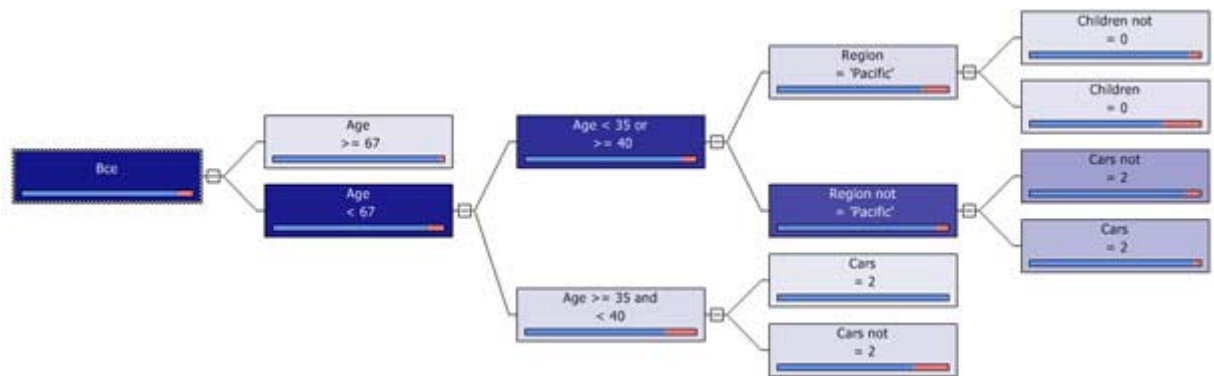 Все
Age
>= 67
Age
< 67
Age < 35 or
>= 40
Age >= 35 and
< 40
Region
= 'Pacific'
Region not
= 'Pacific'
Cars
= 2
Cars not
= 2
Children not
= 0
Children
= 0
Cars not
= 2
Cars
= 2